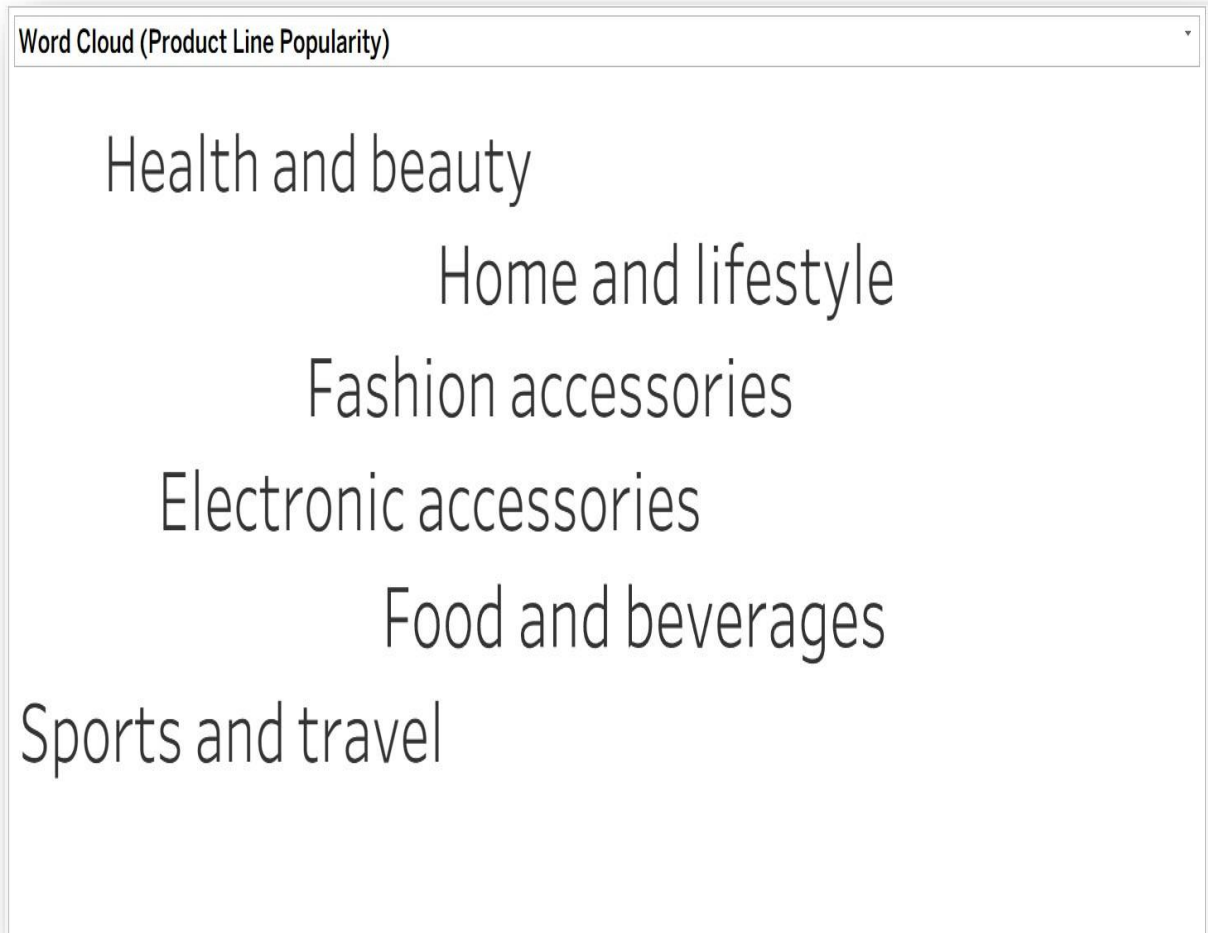 Word Cloud (Product Line Popularity)
Health and beauty
Home and lifestyle
Fashion accessories
Electronic accessories
Food and beverages
Sports and travel